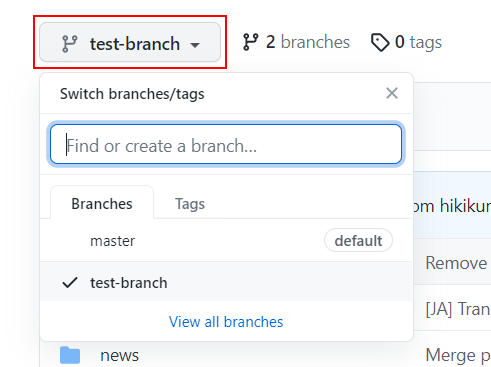 test-branch
2 branches
0 tags
Switch branches/tags
Find or create a branch...
Branches
Tags
master
default
test-branch
View all branches
om hikikur
Remove
[JA] Tran
news
Merge p